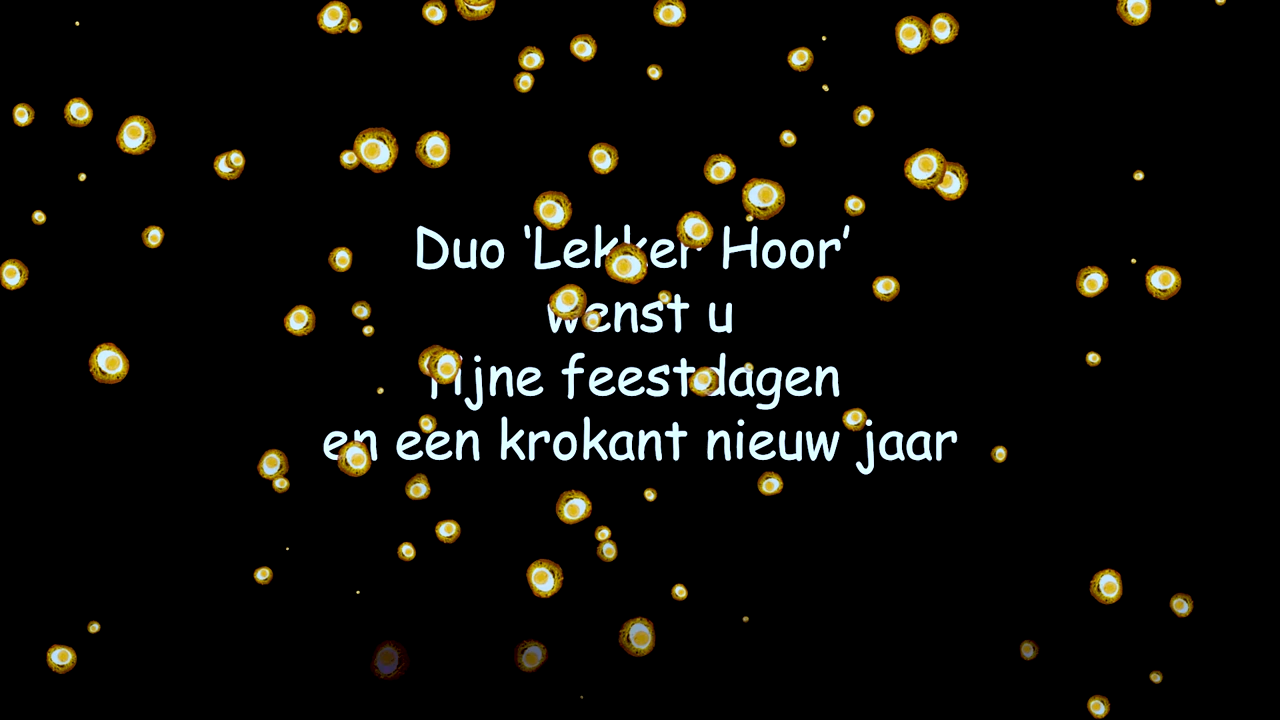 Duo ‘Lekker Hoor’
wenst u
fijne feestdagen
en een krokant nieuw jaar